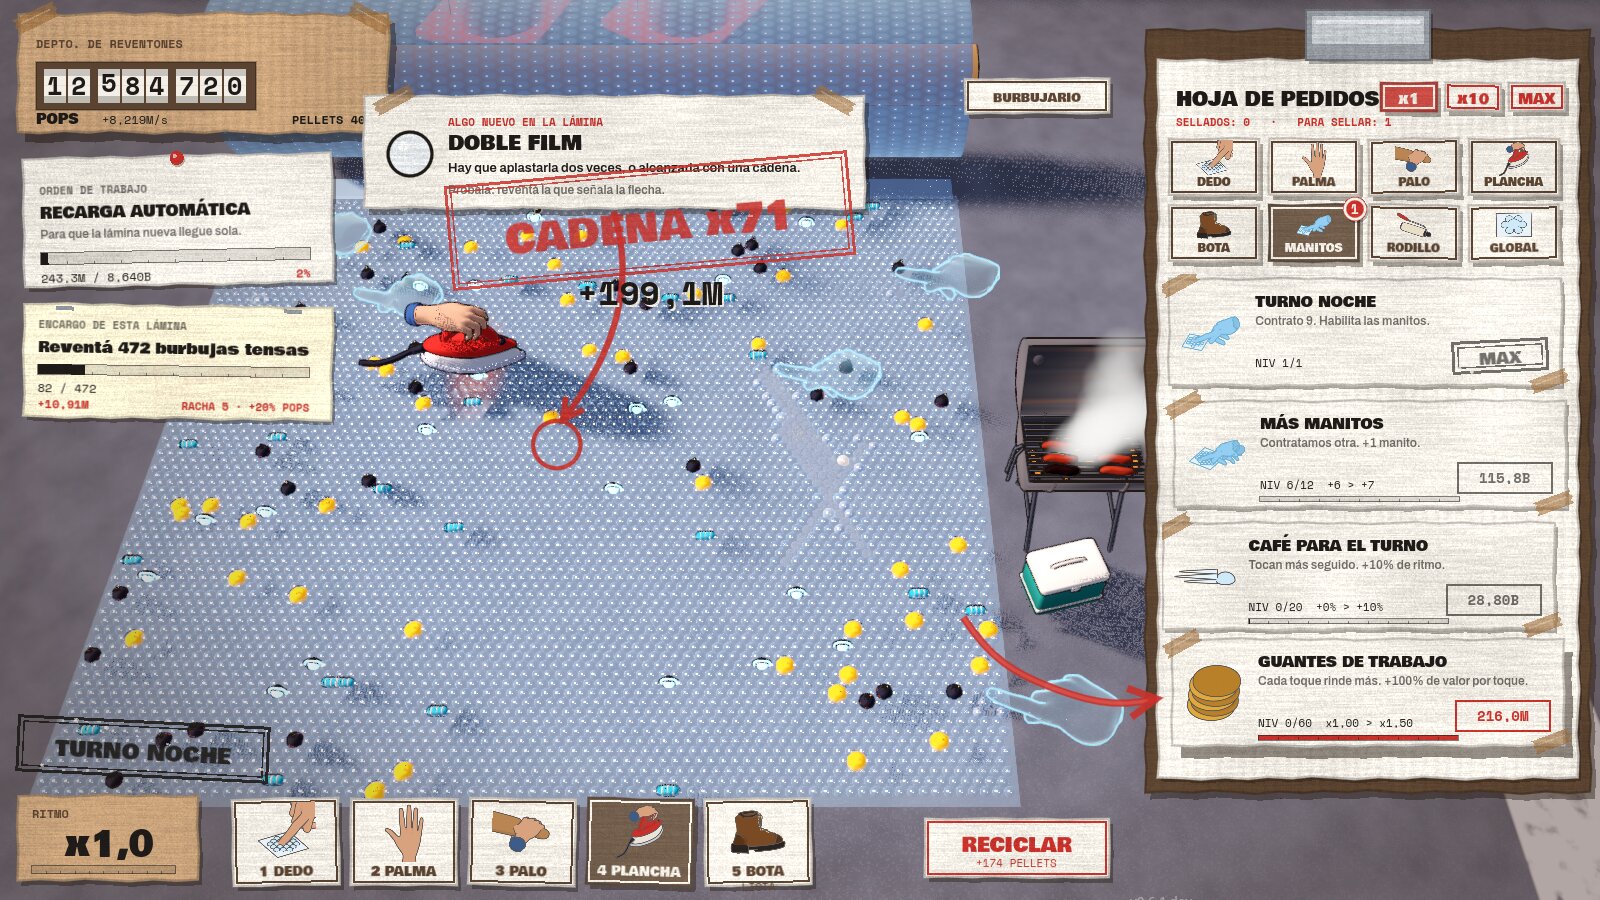 DEPTO. DE REVENTONES
12 584 720
POPS +8,219M/s PELLETS 40
ORDEN DE TRABAJO
RECARGA AUTOMÁTICA
Para que la lámina nueva llegue sola.
243.3M / 8.640B 2%
ENCARGO DE ESTA LÁMINA
Reventá 472 burbujas tensas
82 / 472
+10,91M RACHA 5 · +20% POPS
ALGO NUEVO EN LA LÁMINA
DOBLE FILM
Hay que aplastarla dos veces, o alcanzarla con una cadena.
Probala: reventá la que señala la flecha.
CADENA x71
+199,1M
BURBUJARIO
HOJA DE PEDIDOS x1 x10 MAX
SELLADOS: 0 · PARA SELLAR: 1
DEDO
PALMA
PALO
PLANCHA
BOTA
MANITOS
1
RODILLO
GLOBAL
TURNO NOCHE
Contrato 9. Habilita las manitos.
NIV 1/1
MAX
MÁS MANITOS
Contratamos otra. +1 manito.
NIV 6/12 +6 > +7
115,8B
CAFÉ PARA EL TURNO
Tocan más seguido. +10% de ritmo.
NIV 0/20 +0% > +10%
28,80B
GUANTES DE TRABAJO
Cada toque rinde más. +100% de valor por toque.
NIV 0/60 x1,00 > x1,50
216,0M
TURNO NOCHE
RITMO
x1,0
1 DEDO
2 PALMA
3 PALO
4 PLANCHA
5 BOTA
RECICLAR
+174 PELLETS